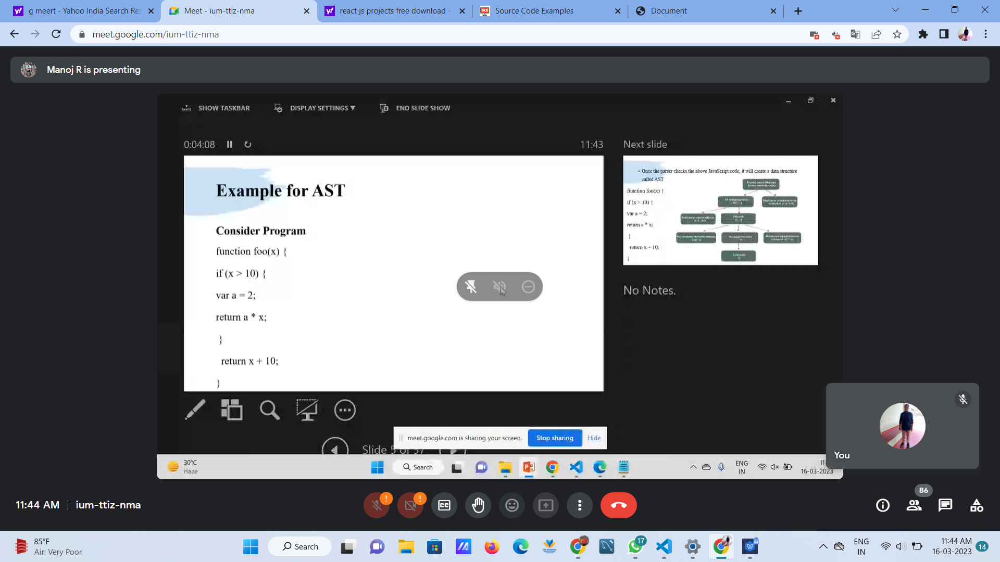 g meert - Yahoo India Search Res
Meet - ium-ttiz-nma
react js projects free download -
Source Code Examples
Document
meet.google.com/ium-ttiz-nma
Manoj R is presenting
SHOW TASKBAR
DISPLAY SETTINGS ▼
END SLIDE SHOW
0:04:08
11:43
Next slide
Example for AST
Consider Program
function foo(x) {
if (x > 10) {
var a = 2;
return a * x;
}
return x + 10;
}
• Once the parser checks the above JavaScript code, it will create a data structure
called AST
function foo(x) {
if (x > 10) {
var a = 2;
return a * x;
}
return x + 10;
}
No Notes.
meet.google.com is sharing your screen.
Stop sharing
Hide
Slide 5 of 37
You
30°C
Haze
Search
ENG
IN
16-03-2023
11:44 AM
ium-ttiz-nma
86
85°F
Air: Very Poor
Search
17
ENG
IN
11:44 AM
16-03-2023
14